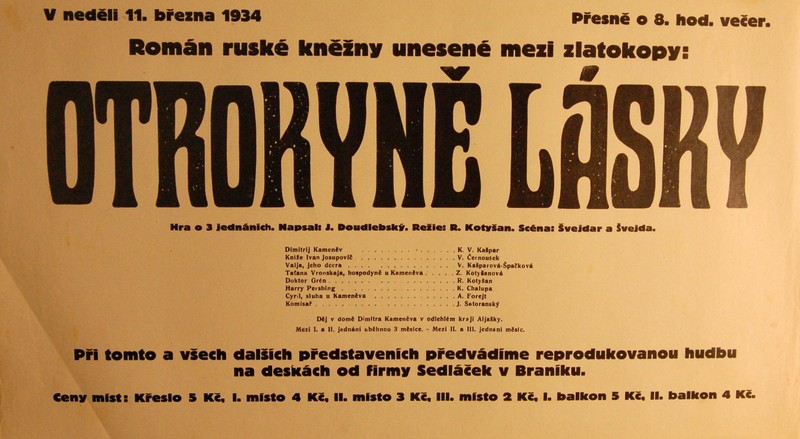 V neděli 11. března 1934
Přesně o 8. hod. večer.
Román ruské kněžny unesené mezi zlatokopy:
OTROKYNĚ LÁSKY
Hra o 3 jednáních. Napsal: J. Doudlebský. Režie: R. Kotyšan. Scéna: Švejdar a Švejda.
Dimitrij Kameněv . . . . . . . . . . . . . K. V. Kašpar
Kníže Ivan Josupovič . . . . . . . . . . . . . V. Černoušek
Valja, jeho dcera . . . . . . . . . . . . . V. Kašparová-Špačková
Taťana Vronskaja, hospodyně u Kameněva . . . . . Z. Kotyšanová
Doktor Grén . . . . . . . . . . . . . R. Kotyšan
Harry Pershing . . . . . . . . . . . . . K. Chalupa
Cyril, sluha u Kameněva . . . . . . . . . . . . . A. Forejt
Komisař . . . . . . . . . . . . . J. Satoranský
Děj v domě Dimitra Kameněva v odlehlém kraji Aljašky.
Mezi I. a II. jednání uběhnou 3 měsíce. – Mezi II. a III. jednání měsíc.
Při tomto a všech dalších představeních předvádíme reprodukovanou hudbu
na deskách od firmy Sedláček v Braníku.
Ceny míst: Křeslo 5 Kč, I. místo 4 Kč, II. místo 3 Kč, III. místo 2 Kč, I. balkon 5 Kč, II. balkon 4 Kč.